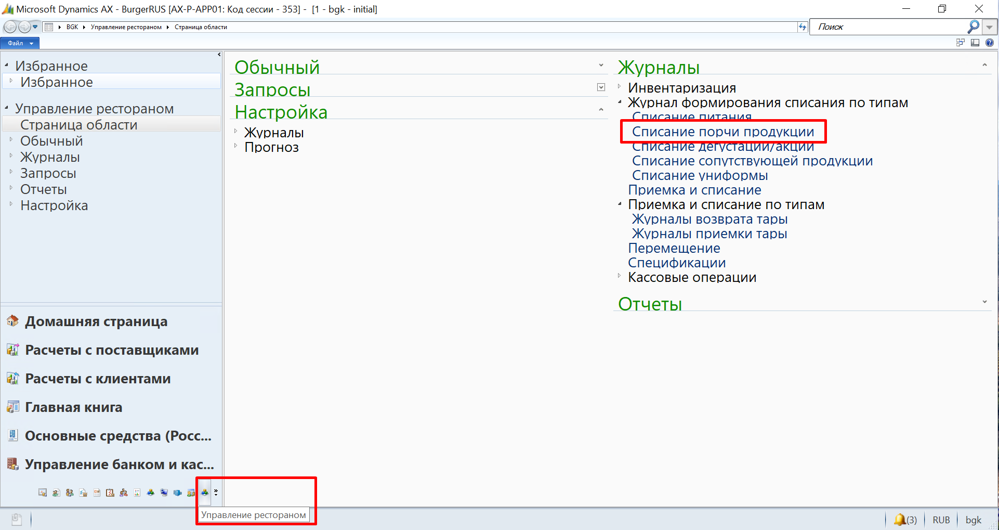 Microsoft Dynamics AX - BurgerRUS [AX-P-APP01: Код сессии - 353] - [1 - bgk - initial]
BGK Управление рестораном Страница области
Поиск
Файл
Избранное
Избранное
Управление рестораном
Страница области
Обычный
Журналы
Запросы
Отчеты
Настройка
Домашняя страница
Расчеты с поставщиками
Расчеты с клиентами
Главная книга
Основные средства (Росс...
Управление банком и кас...
Управление рестораном
Обычный
Запросы
Настройка
Журналы
Прогноз
Журналы
Инвентаризация
Журнал формирования списания по типам
Списание питания
Списание порчи продукции
Списание дегустации/акции
Списание сопутствующей продукции
Списание униформы
Приемка и списание
Приемка и списание по типам
Журналы возврата тары
Журналы приемки тары
Перемещение
Спецификации
Кассовые операции
Отчеты
(3) RUB bgk